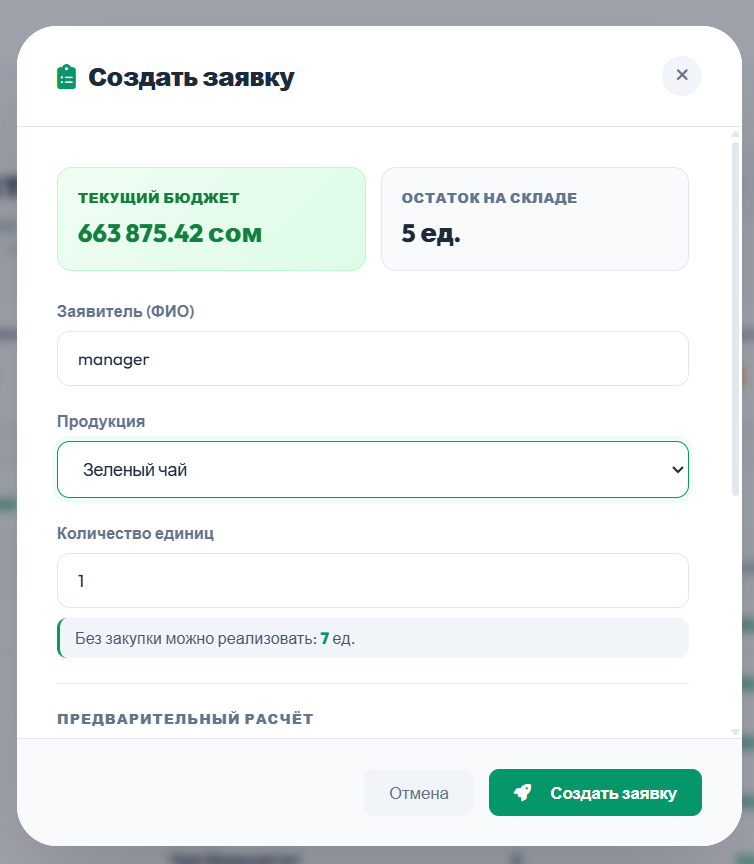 Создать заявку
ТЕКУЩИЙ БЮДЖЕТ
663 875.42 сом
ОСТАТОК НА СКЛАДЕ
5 ед.
Заявитель (ФИО)
manager
Продукция
Зеленый чай
Количество единиц
1
Без закупки можно реализовать: 7 ед.
ПРЕДВАРИТЕЛЬНЫЙ РАСЧЁТ
Отмена
Создать заявку